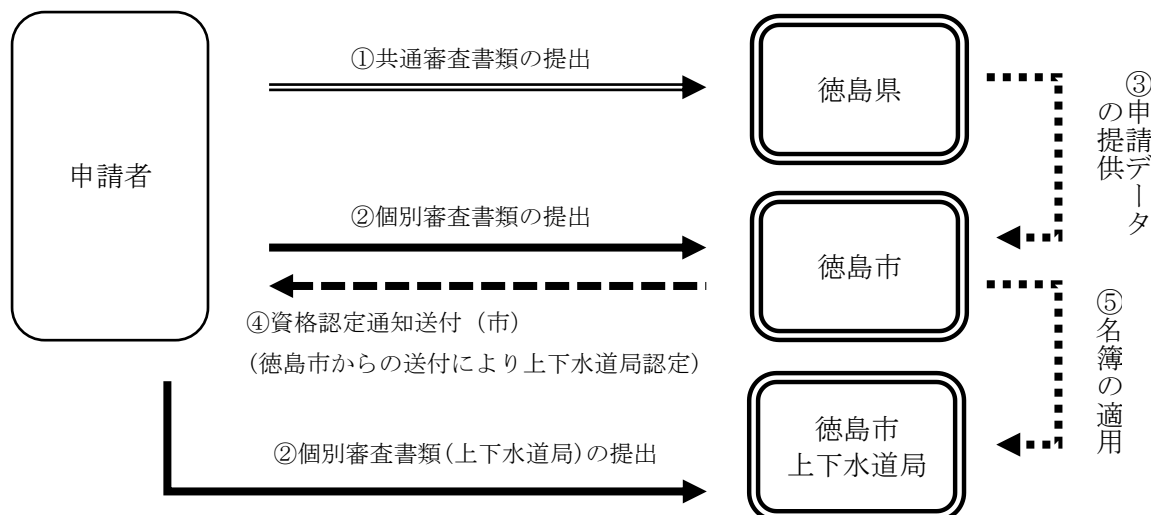 ①共通審査書類の提出
徳島県
③申請データ
の提供
申請者
②個別審査書類の提出
徳島市
④資格認定通知送付（市）
(徳島市からの送付により上下水道局認定)
⑤名簿の適用
徳島市
上下水道局
②個別審査書類(上下水道局)の提出